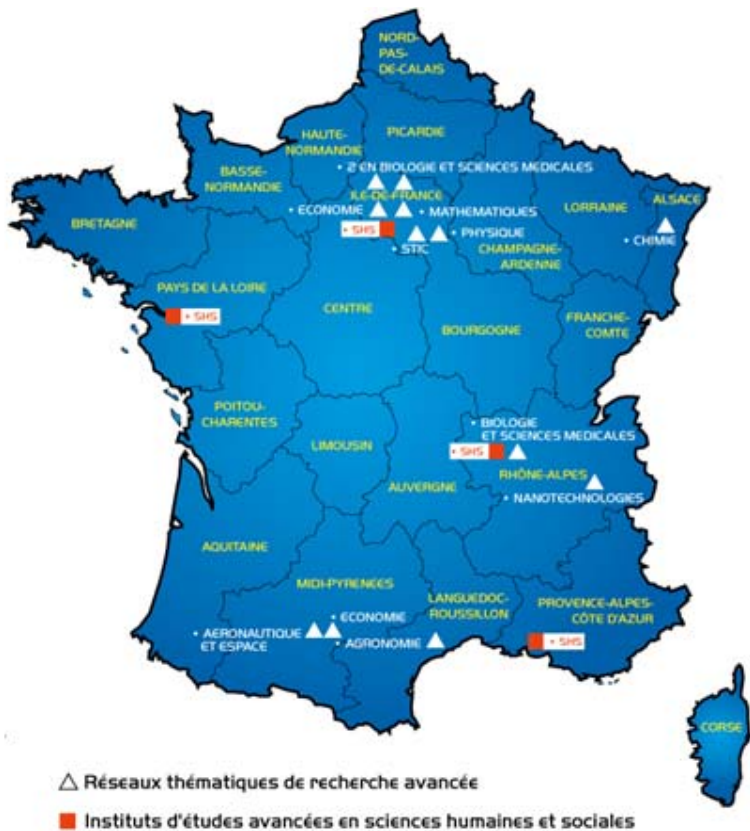 NORD-
PAS-
DE-CALAIS
HAUTE-
NORMANDIE
PICARDIE
BASSE-
NORMANDIE
• 2 EN BIOLOGIE ET SCIENCES MEDICALES
ILE-DE-FRANCE
• ECONOMIE
• MATHEMATIQUES
• SHS
• PHYSIQUE
• STIC
CHAMPAGNE-
ARDENNE
LORRAINE
ALSACE
• CHIMIE
BRETAGNE
PAYS DE LA LOIRE
• SHS
CENTRE
BOURGOGNE
FRANCHE-
COMTE
POITOU-
CHARENTES
LIMOUSIN
• BIOLOGIE
ET SCIENCES MEDICALES
• SHS
AUVERGNE
RHÔNE-ALPES
• NANOTECHNOLOGIES
AQUITAINE
MIDI-PYRENEES
• ECONOMIE
• AERONAUTIQUE
ET ESPACE
• AGRONOMIE
LANGUEDOC-
ROUSSILLON
PROVENCE-ALPES-
CÔTE D'AZUR
• SHS
CORSE
Réseaux thématiques de recherche avancée
Instituts d'études avancées en sciences humaines et sociales